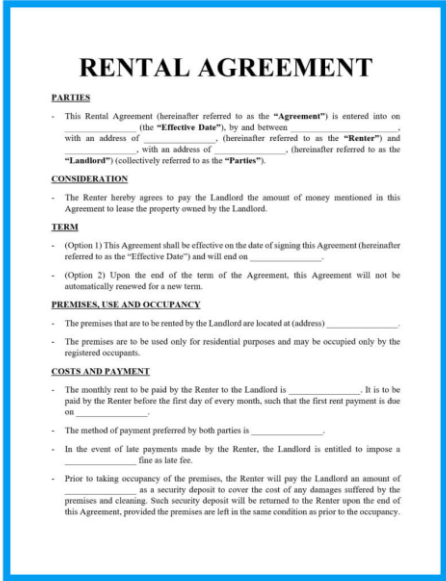 RENTAL AGREEMENT
PARTIES
- This Rental Agreement (hereinafter referred to as the “Agreement”) is entered into on
_________________ (the “Effective Date”), by and between _________________________,
with an address of _________________, (hereinafter referred to as the “Renter”) and
_________________, with an address of _________________, (hereinafter referred to as the
“Landlord”) (collectively referred to as the “Parties”).
CONSIDERATION
- The Renter hereby agrees to pay the Landlord the amount of money mentioned in this
Agreement to lease the property owned by the Landlord.
TERM
- (Option 1) This Agreement shall be effective on the date of signing this Agreement (hereinafter
referred to as the “Effective Date”) and will end on _________________.
- (Option 2) Upon the end of the term of the Agreement, this Agreement will not be
automatically renewed for a new term.
PREMISES, USE AND OCCUPANCY
- The premises that are to be rented by the Landlord are located at (address) _________________.
- The premises are to be used only for residential purposes and may be occupied only by the
registered occupants.
COSTS AND PAYMENT
- The monthly rent to be paid by the Renter to the Landlord is _________________. It is to be
paid by the Renter before the first day of every month, such that the first rent payment is due
on _________________.
- The method of payment preferred by both parties is _________________.
- In the event of late payments made by the Renter, the Landlord is entitled to impose a
_________________ fine as late fee.
- Prior to taking occupancy of the premises, the Renter will pay the Landlord an amount of
_________________ as a security deposit to cover the cost of any damages suffered by the
premises and cleaning. Such security deposit will be returned to the Renter upon the end of
this Agreement, provided the premises are left in the same condition as prior to the occupancy.